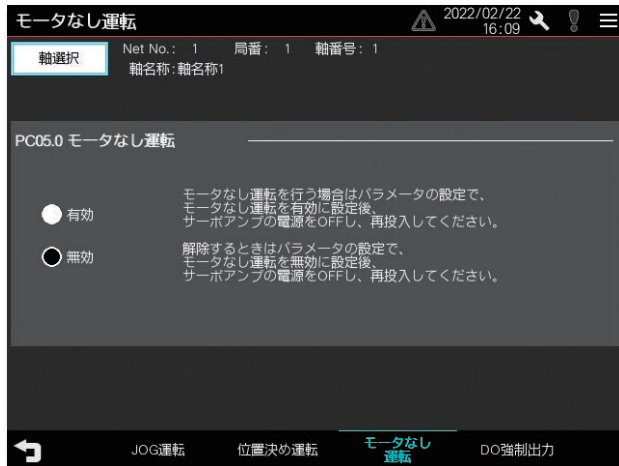 モータなし運転
2022/02/22
16:09
軸選択
Net No.: 1 局番: 1 軸番号: 1
軸名称:軸名称1
PC05.0 モータなし運転
有効
モータなし運転を行う場合はパラメータの設定で、
モータなし運転を有効に設定後、
サーボアンプの電源をOFFし、再投入してください。
無効
解除するときはパラメータの設定で、
モータなし運転を無効に設定後、
サーボアンプの電源をOFFし、再投入してください。
JOG運転
位置決め運転
モータなし
運転
DO強制出力